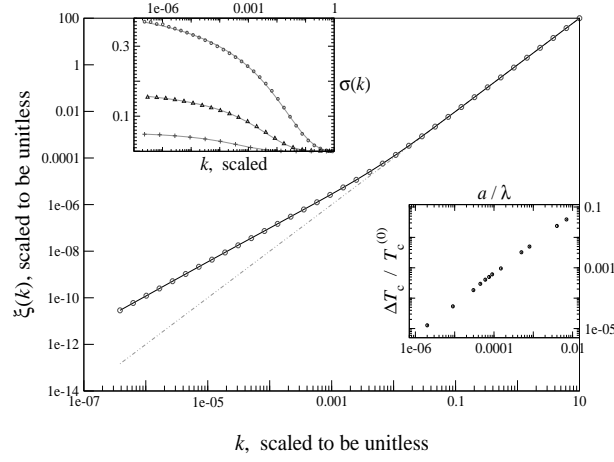 1e-06 0.001 1
0.3
0.1
σ(k)
k, scaled
100
1
0.01
0.0001
1e-06
1e-08
1e-10
1e-12
1e-14
ξ(k), scaled to be unitless
a / λ
0.1
0.001
1e-05
ΔT_c / T_c^(0)
1e-06 0.0001 0.01
1e-07 1e-05 0.001 0.1 10
k, scaled to be unitless